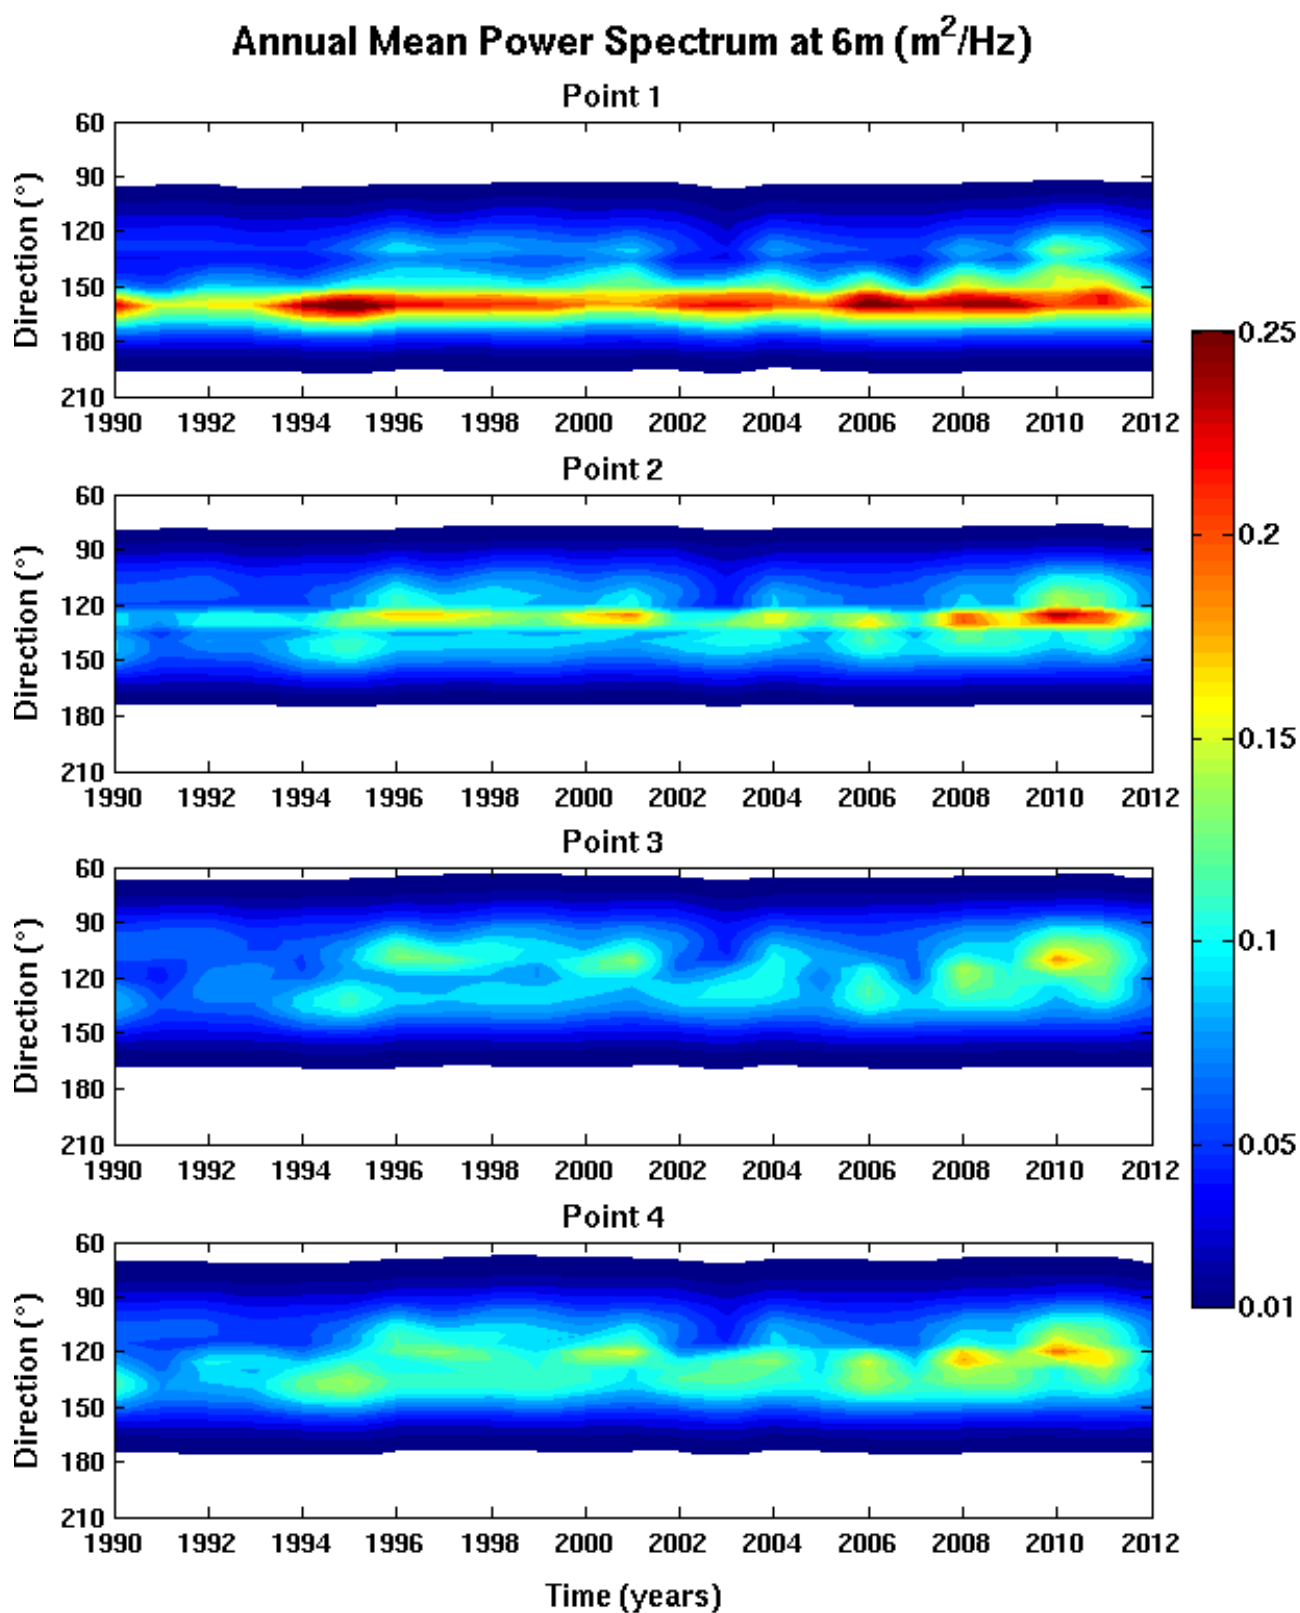 Annual Mean Power Spectrum at 6m (m²/Hz)
Point 1
60
90
120
150
180
210
Direction (°)
1990 1992 1994 1996 1998 2000 2002 2004 2006 2008 2010 2012
Point 2
60
90
120
150
180
210
Direction (°)
1990 1992 1994 1996 1998 2000 2002 2004 2006 2008 2010 2012
Point 3
60
90
120
150
180
210
Direction (°)
1990 1992 1994 1996 1998 2000 2002 2004 2006 2008 2010 2012
Point 4
60
90
120
150
180
210
Direction (°)
1990 1992 1994 1996 1998 2000 2002 2004 2006 2008 2010 2012
Time (years)
0.25
0.2
0.15
0.1
0.05
0.01